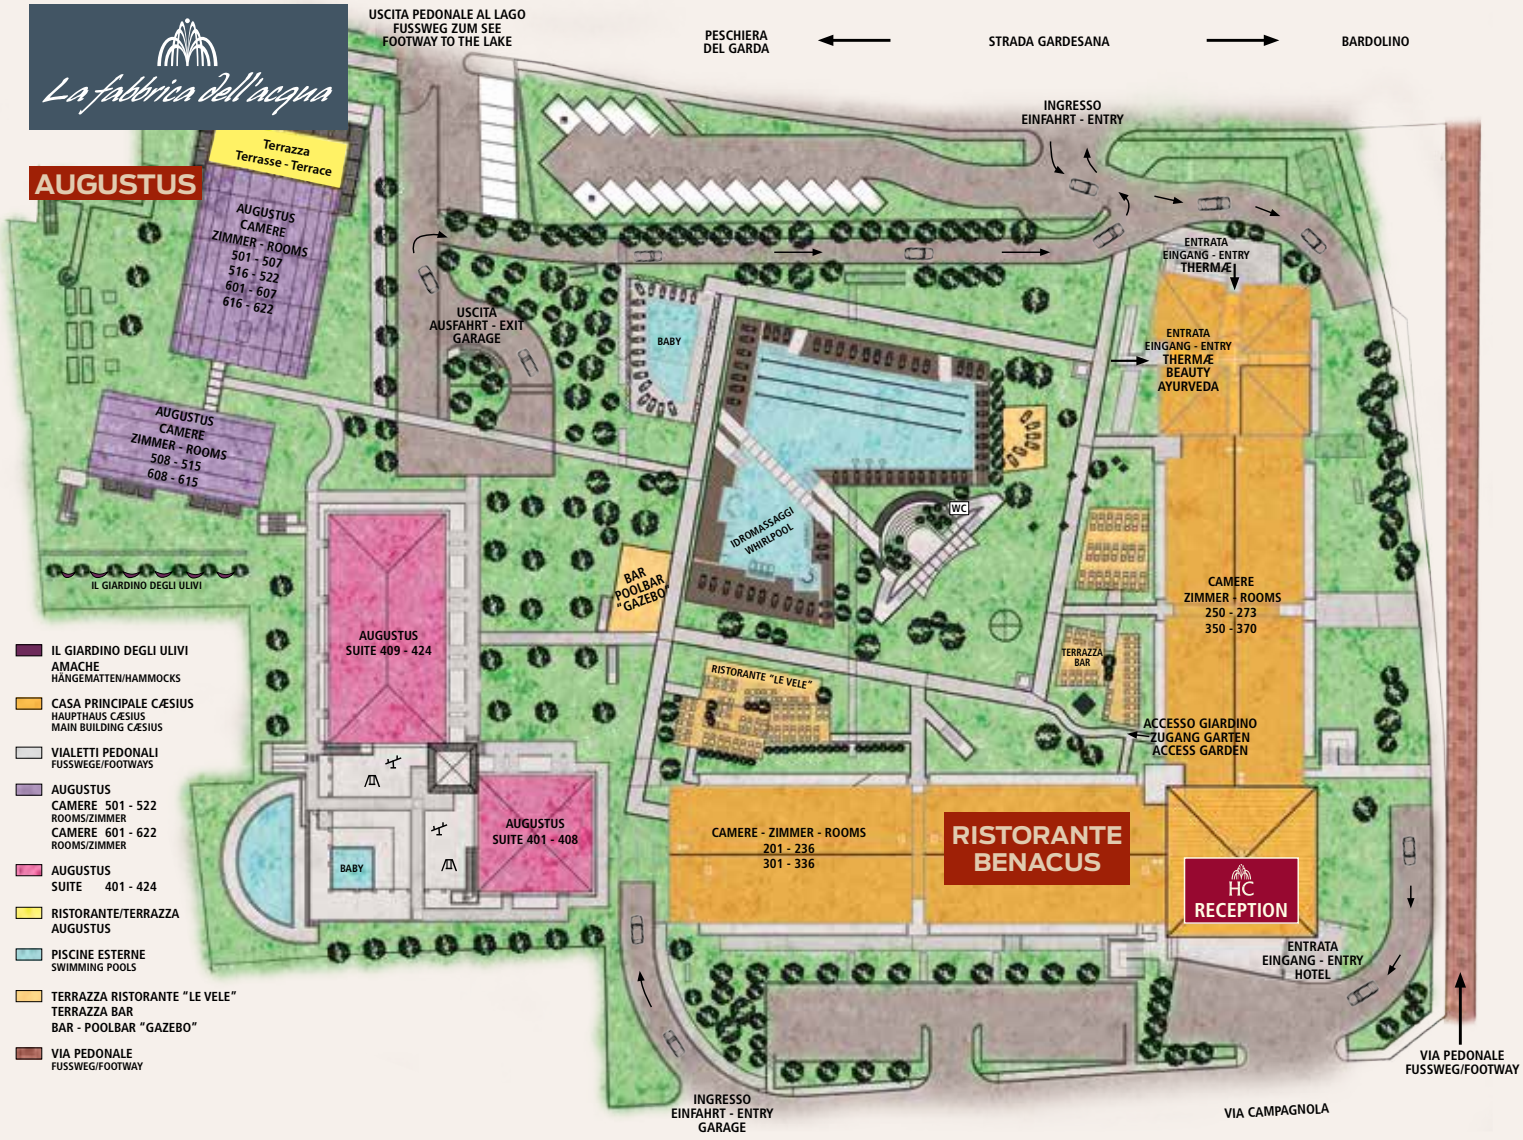 La fabbrica dell'acqua
USCITA PEDONALE AL LAGO
FUSSWEG ZUM SEE
FOOTWAY TO THE LAKE
PESCHIERA
DEL GARDA
STRADA GARDESANA
BARDOLINO
INGRESSO
EINFAHRT - ENTRY
Terrazza
Terrasse - Terrace
AUGUSTUS
AUGUSTUS
CAMERE
ZIMMER - ROOMS
501 - 507
516 - 522
601 - 607
616 - 622
USCITA
AUSFAHRT - EXIT
GARAGE
BABY
ENTRATA
EINGANG - ENTRY
THERMÆ
ENTRATA
EINGANG - ENTRY
THERMÆ
BEAUTY
AYURVEDA
AUGUSTUS
CAMERE
ZIMMER - ROOMS
508 - 515
608 - 615
IDROMASSAGGI
WHIRLPOOL
WC
BAR
POOLBAR
"GAZEBO"
IL GIARDINO DEGLI ULIVI
CAMERE
ZIMMER - ROOMS
250 - 273
350 - 370
AUGUSTUS
SUITE 409 - 424
TERRAZZA
BAR
RISTORANTE "LE VELE"
ACCESSO GIARDINO
ZUGANG GARTEN
ACCESS GARDEN
IL GIARDINO DEGLI ULIVI
AMACHE
HÄNGEMATTEN/HAMMOCKS
CASA PRINCIPALE CÆSIUS
HAUPTHAUS CÆSIUS
MAIN BUILDING CÆSIUS
VIALETTI PEDONALI
FUSSWEGE/FOOTWAYS
AUGUSTUS
CAMERE 501 - 522
ROOMS/ZIMMER
CAMERE 601 - 622
ROOMS/ZIMMER
AUGUSTUS
SUITE 401 - 424
RISTORANTE/TERRAZZA
AUGUSTUS
PISCINE ESTERNE
SWIMMING POOLS
TERRAZZA RISTORANTE "LE VELE"
TERRAZZA BAR
BAR - POOLBAR "GAZEBO"
VIA PEDONALE
FUSSWEG/FOOTWAY
BABY
AUGUSTUS
SUITE 401 - 408
CAMERE - ZIMMER - ROOMS
201 - 236
301 - 336
RISTORANTE
BENACUS
HC
RECEPTION
ENTRATA
EINGANG - ENTRY
HOTEL
INGRESSO
EINFAHRT - ENTRY
GARAGE
VIA CAMPAGNOLA
VIA PEDONALE
FUSSWEG/FOOTWAY